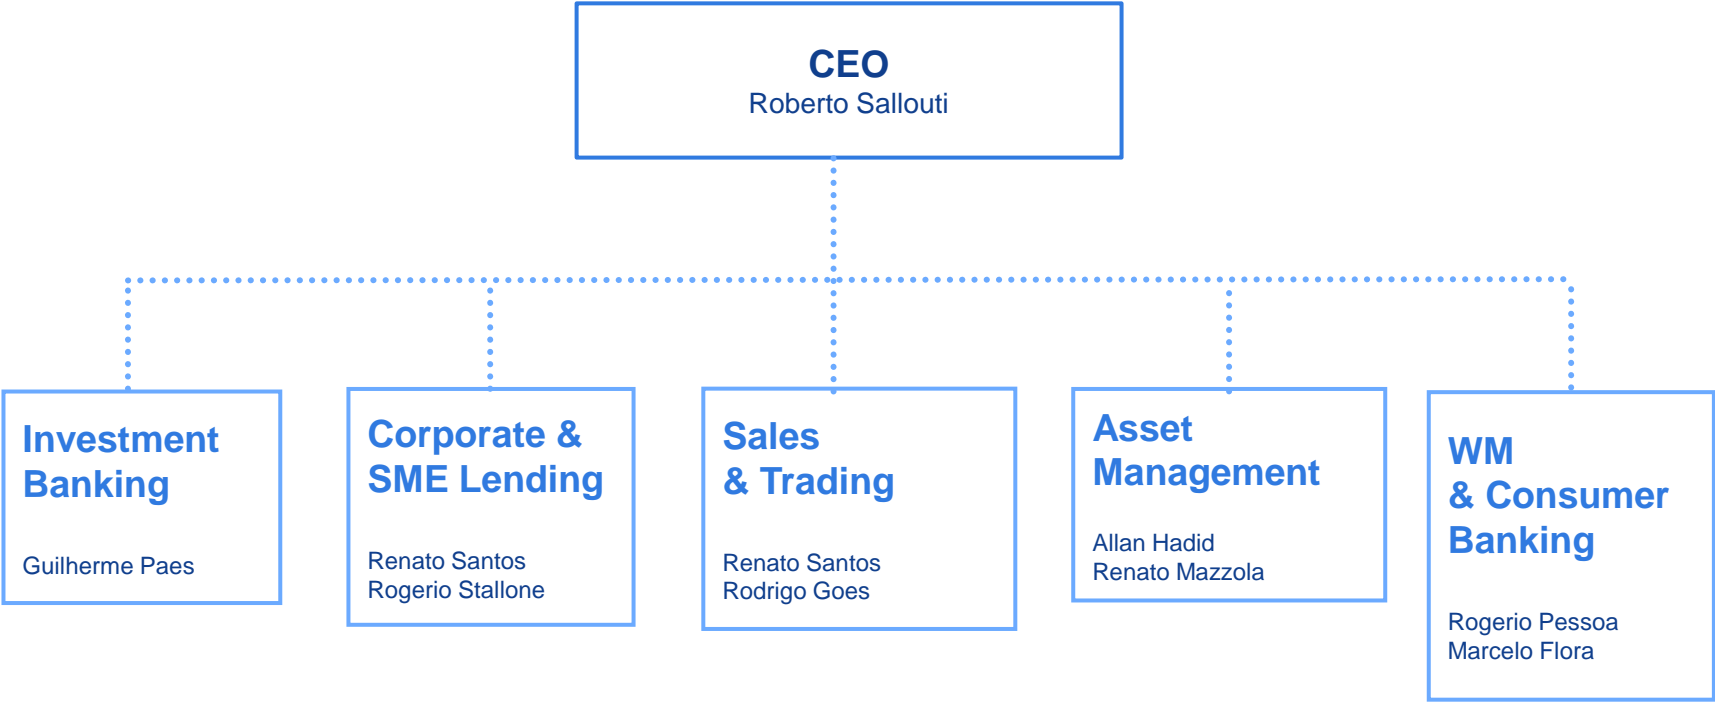 CEO
Roberto Sallouti
Investment
Banking
Guilherme Paes
Corporate &
SME Lending
Renato Santos
Rogerio Stallone
Sales
& Trading
Renato Santos
Rodrigo Goes
Asset
Management
Allan Hadid
Renato Mazzola
WM
& Consumer
Banking
Rogerio Pessoa
Marcelo Flora